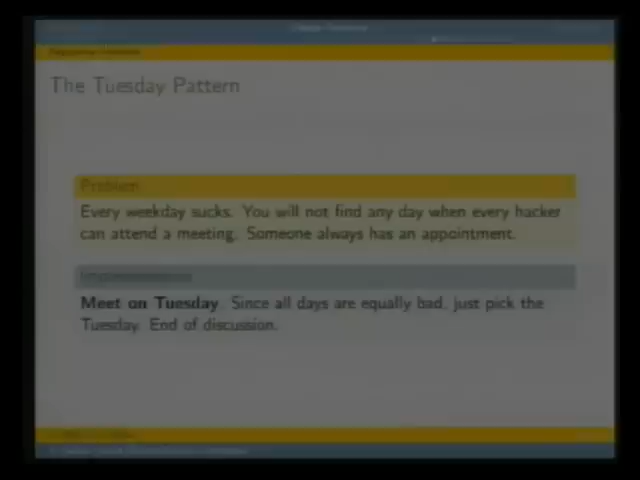 The Tuesday Pattern
Problem
Every weekday sucks. You will not find any day when every hacker
can attend a meeting. Someone always has an appointment.
Implementation
Meet on Tuesday. Since all days are equally bad, just pick the
Tuesday. End of discussion.